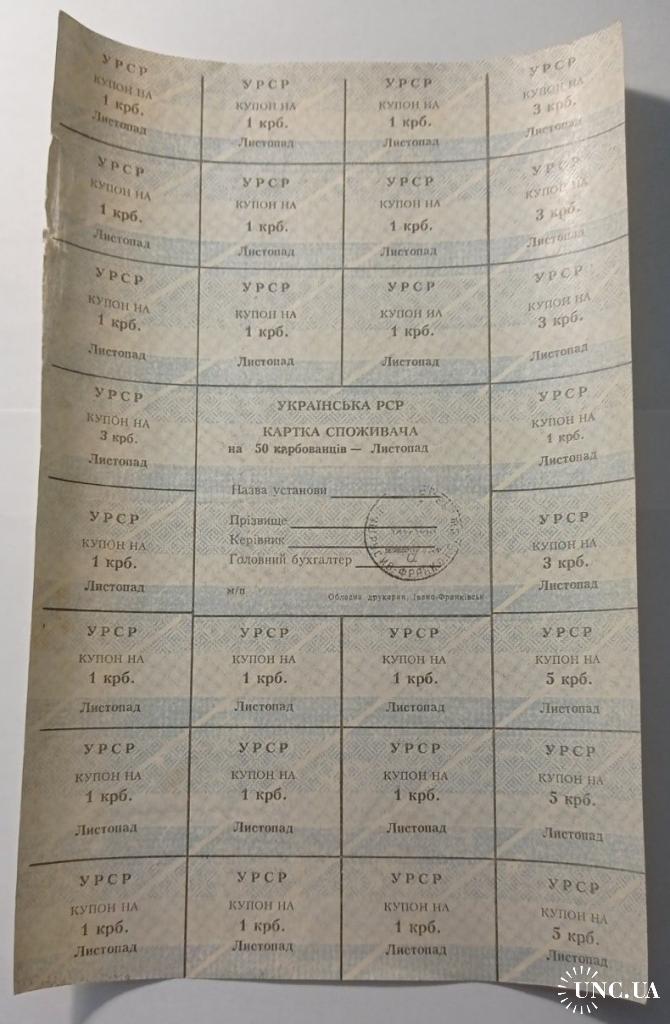 УРСР
КУПОН НА
1 крб.
Листопад
УРСР
КУПОН НА
1 крб.
Листопад
УРСР
КУПОН НА
1 крб.
Листопад
УРСР
КУПОН НА
3 крб.
Листопад
УРСР
КУПОН НА
1 крб.
Листопад
УРСР
КУПОН НА
1 крб.
Листопад
УРСР
КУПОН НА
1 крб.
Листопад
УРСР
КУПОН НА
3 крб.
Листопад
УРСР
КУПОН НА
1 крб.
Листопад
УРСР
КУПОН НА
1 крб.
Листопад
УРСР
КУПОН НА
1 крб.
Листопад
УРСР
КУПОН НА
3 крб.
Листопад
УРСР
КУПОН НА
3 крб.
Листопад
УКРАЇНСЬКА РСР
КАРТКА СПОЖИВАЧА
на 50 карбованців — Листопад
Назва установи
Прізвище
Керівник
Головний бухгалтер
м/п
Обласна друкарня, Івано-Франківськ
УРСР
КУПОН НА
1 крб.
Листопад
УРСР
КУПОН НА
1 крб.
Листопад
УРСР
КУПОН НА
3 крб.
Листопад
УРСР
КУПОН НА
1 крб.
Листопад
УРСР
КУПОН НА
1 крб.
Листопад
УРСР
КУПОН НА
1 крб.
Листопад
УРСР
КУПОН НА
5 крб.
Листопад
УРСР
КУПОН НА
1 крб.
Листопад
УРСР
КУПОН НА
1 крб.
Листопад
УРСР
КУПОН НА
1 крб.
Листопад
УРСР
КУПОН НА
5 крб.
Листопад
УРСР
КУПОН НА
1 крб.
Листопад
УРСР
КУПОН НА
1 крб.
Листопад
УРСР
КУПОН НА
1 крб.
Листопад
УРСР
КУПОН НА
5 крб.
Листопад
UNC.UA